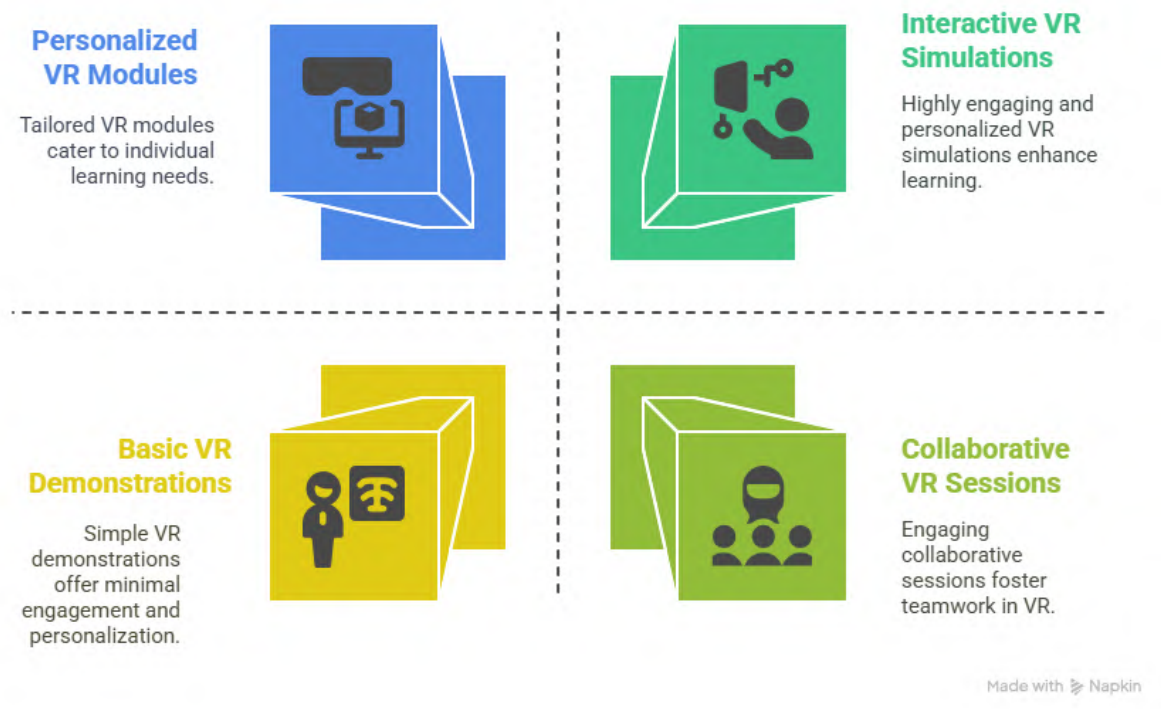 Personalized
VR Modules
Tailored VR modules
cater to individual
learning needs.
Interactive VR
Simulations
Highly engaging and
personalized VR
simulations enhance
learning.
Basic VR
Demonstrations
Simple VR
demonstrations
offer minimal
engagement and
personalization.
Collaborative
VR Sessions
Engaging
collaborative
sessions foster
teamwork in VR.
Made with Napkin